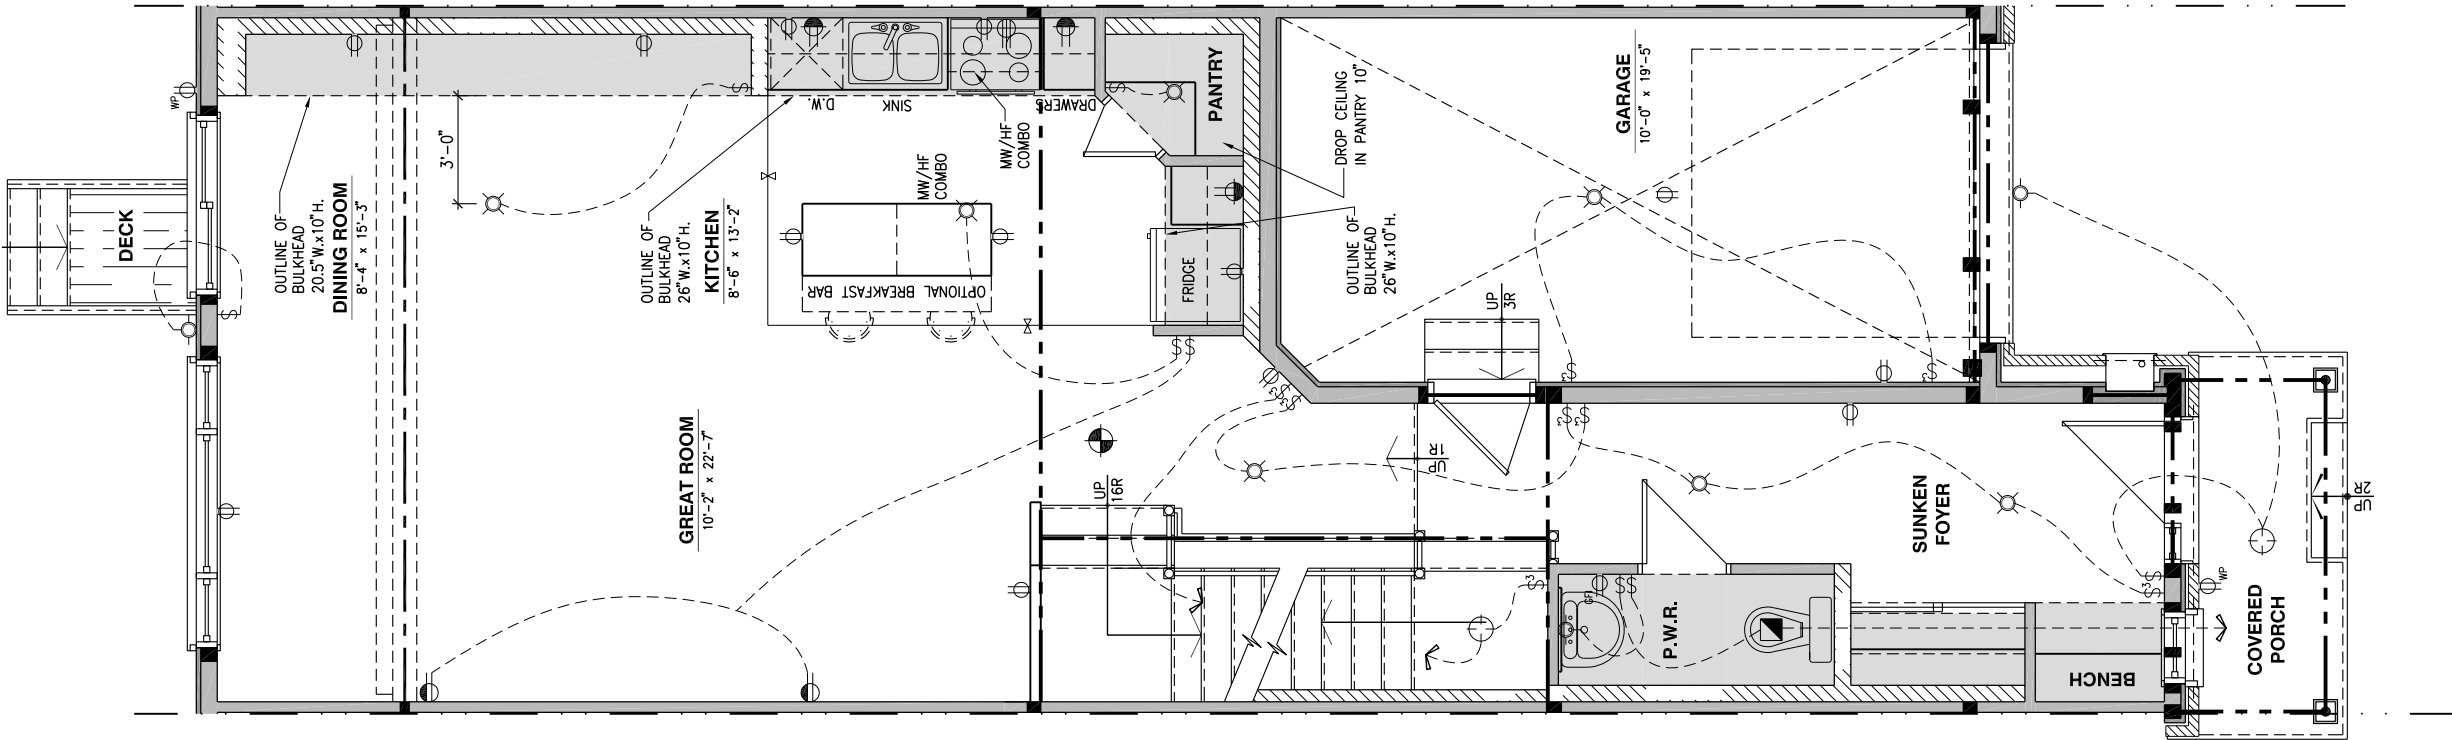 DECK
WP
OUTLINE OF
BULKHEAD
20.5"W.x10"H.
DINING ROOM
8'-4" x 15'-3"
3'-0"
OUTLINE OF
BULKHEAD
26"W.x10"H.
KITCHEN
8'-6" x 13'-2"
D.W.
SINK
DRAWERS
MW/HF
COMBO
MW/HF
COMBO
OPTIONAL BREAKFAST BAR
PANTRY
FRIDGE
DROP CEILING
IN PANTRY 10"
OUTLINE OF
BULKHEAD
26"W.x10"H.
GARAGE
10'-0" x 19'-5"
UP
3R
GREAT ROOM
10'-2" x 22'-7"
UP
16R
UP
1R
SUNKEN
FOYER
P.W.R.
GFI
BENCH
WP
COVERED
PORCH
UP
2R